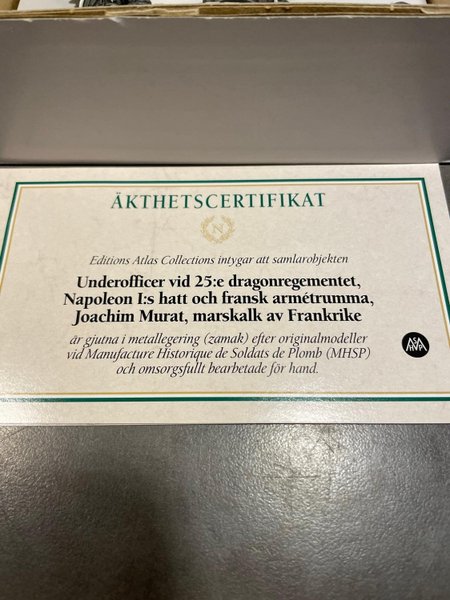 ÄKTHETSCERTIFIKAT
N
Editions Atlas Collections intygar att samlarobjekten
Underofficer vid 25:e dragonregementet,
Napoleon I:s hatt och fransk armétrumma,
Joachim Murat, marskalk av Frankrike
är gjutna i metallegering (zamak) efter originalmodeller
vid Manufacture Historique de Soldats de Plomb (MHSP)
och omsorgsfullt bearbetade för hand.